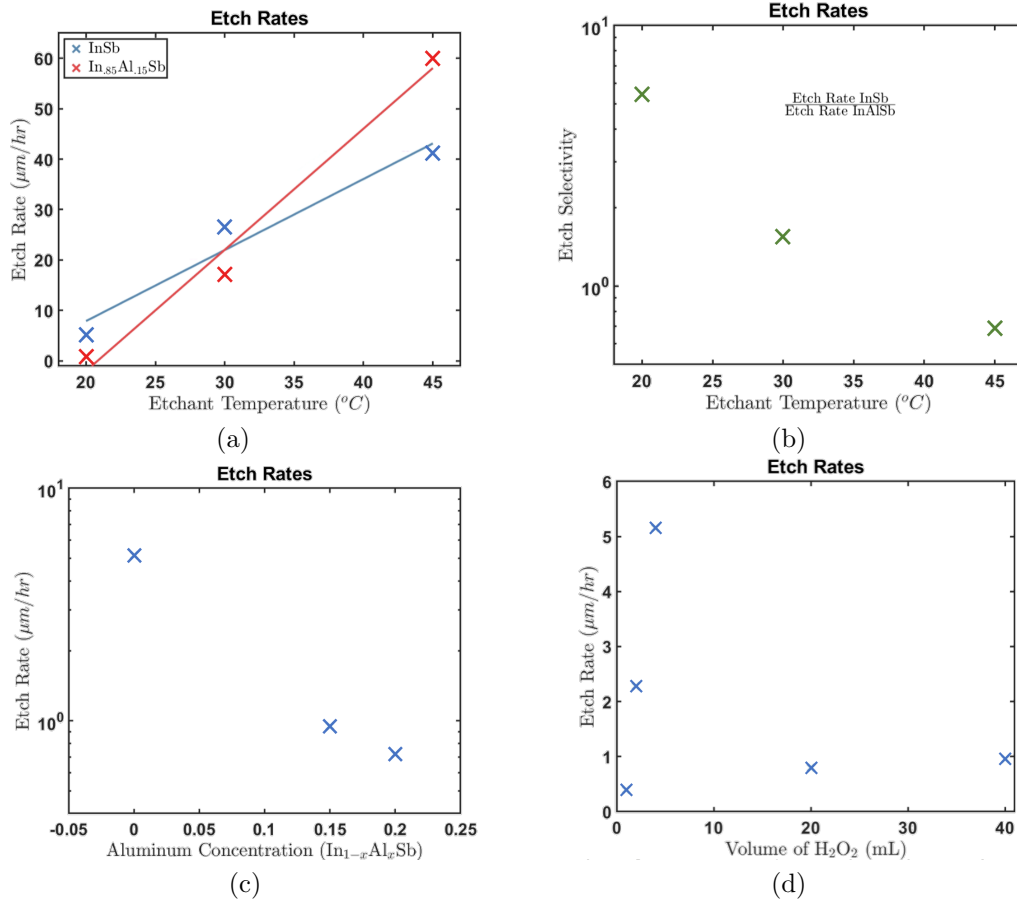 Etch Rates
InSb
In.85Al.15Sb
Etch Rate (μm/hr)
60
50
40
30
20
10
0
20 25 30 35 40 45
Etchant Temperature (°C)
(a)
Etch Rates
Etch Rate InSb
Etch Rate InAlSb
Etch Selectivity
10^1
10^0
20 25 30 35 40 45
Etchant Temperature (°C)
(b)
Etch Rates
Etch Rate (μm/hr)
10^1
10^0
-0.05 0 0.05 0.1 0.15 0.2 0.25
Aluminum Concentration (In1−xAlxSb)
(c)
Etch Rates
Etch Rate (μm/hr)
6
5
4
3
2
1
0
0 10 20 30 40
Volume of H2O2 (mL)
(d)